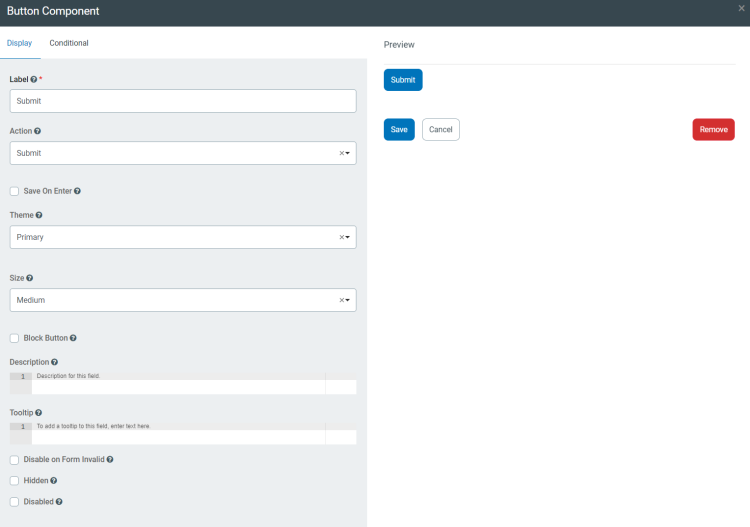 Button Component
Display Conditional
Label *
Submit
Action
Submit
Save On Enter
Theme
Primary
Size
Medium
Block Button
Description
1 Description for this field.
Tooltip
1 To add a tooltip to this field, enter text here.
Disable on Form Invalid
Hidden
Disabled
Preview
Submit
Save Cancel Remove